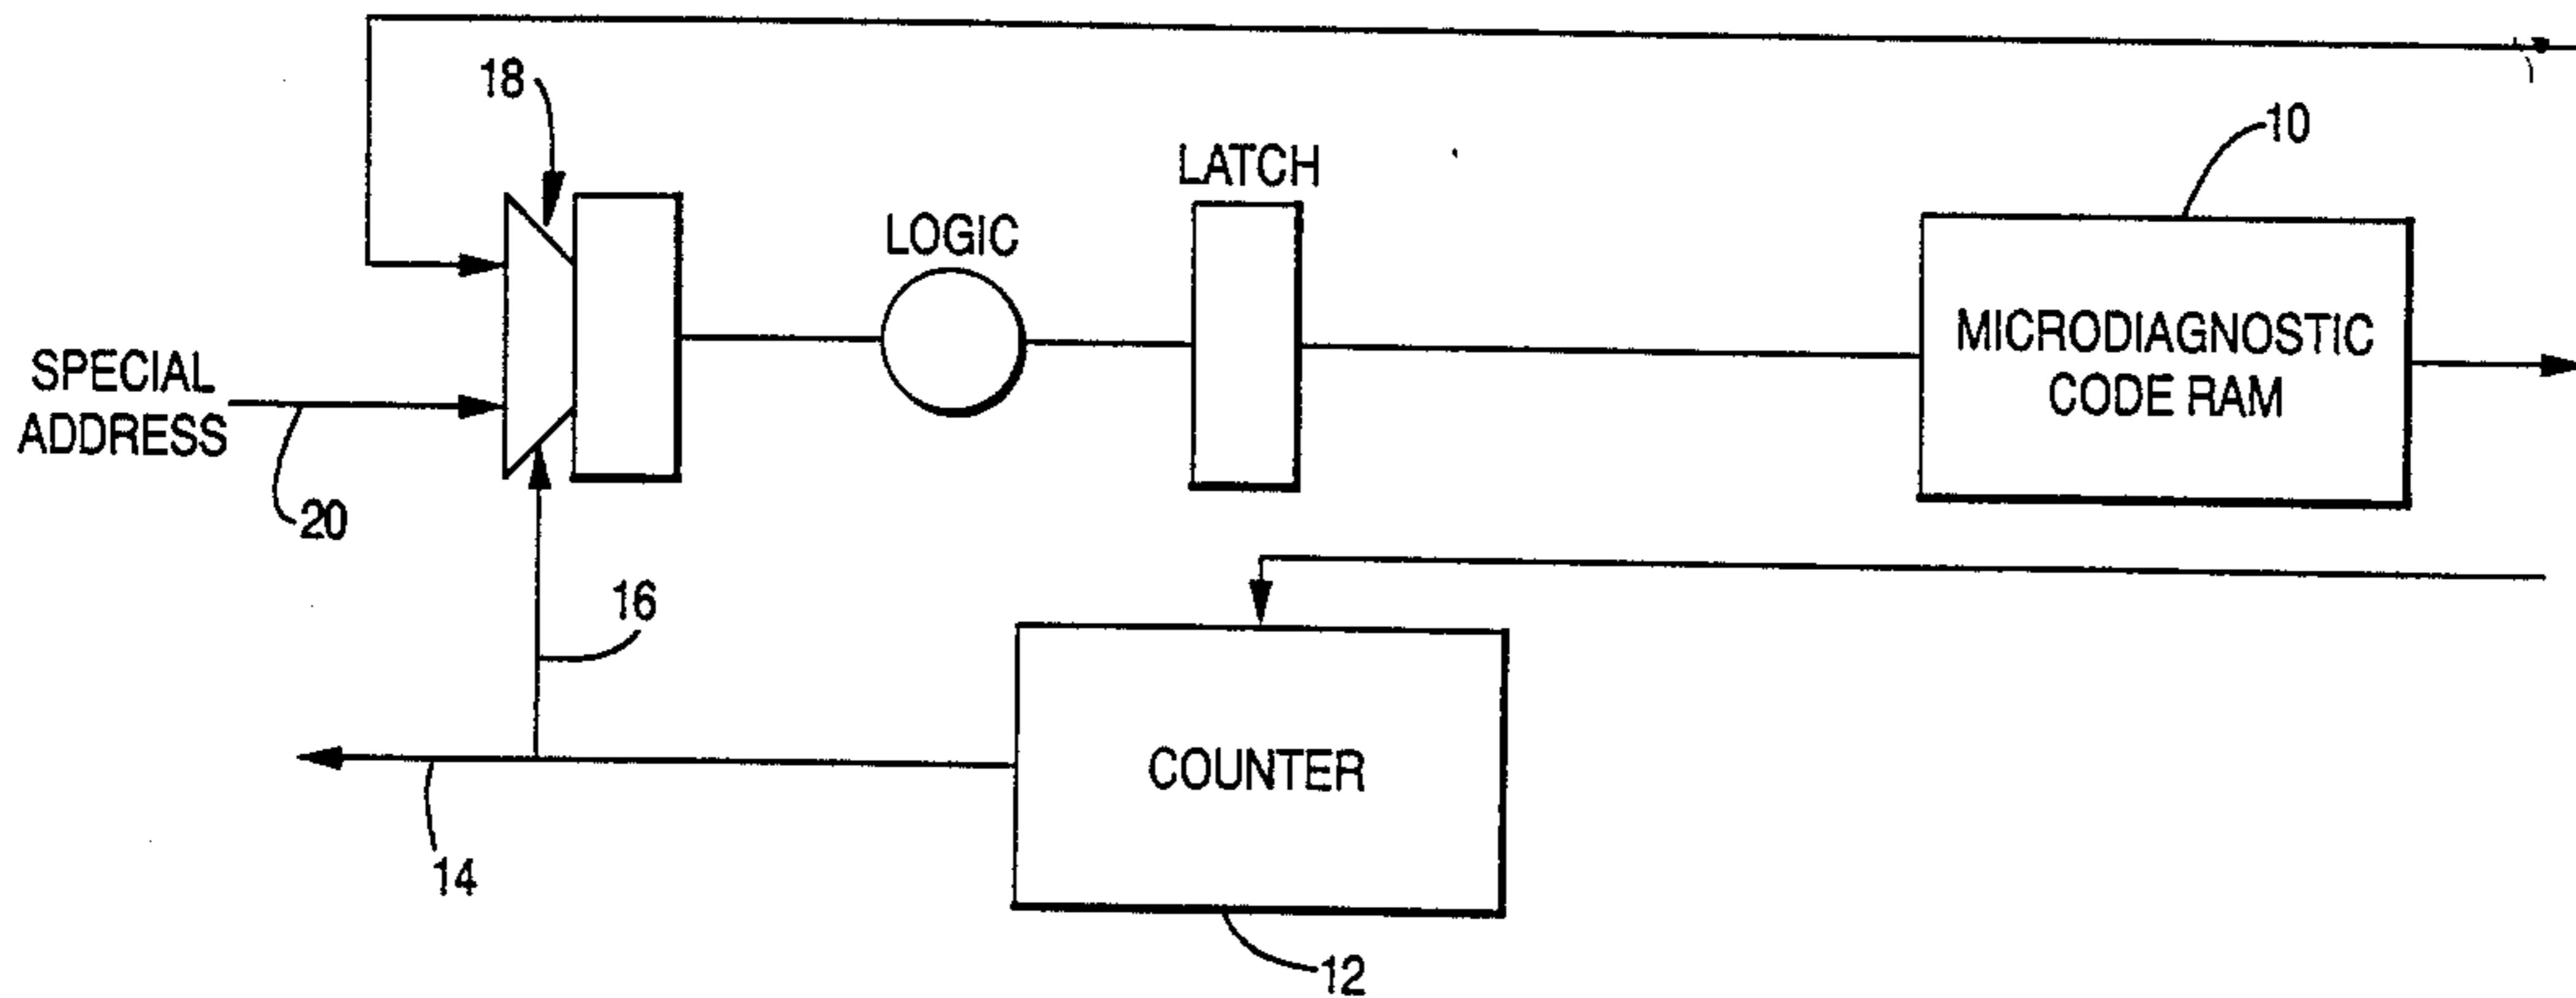 18
10
LATCH
LOGIC
MICRODIAGNOSTIC
CODE RAM
SPECIAL
ADDRESS
20
16
COUNTER
14
12